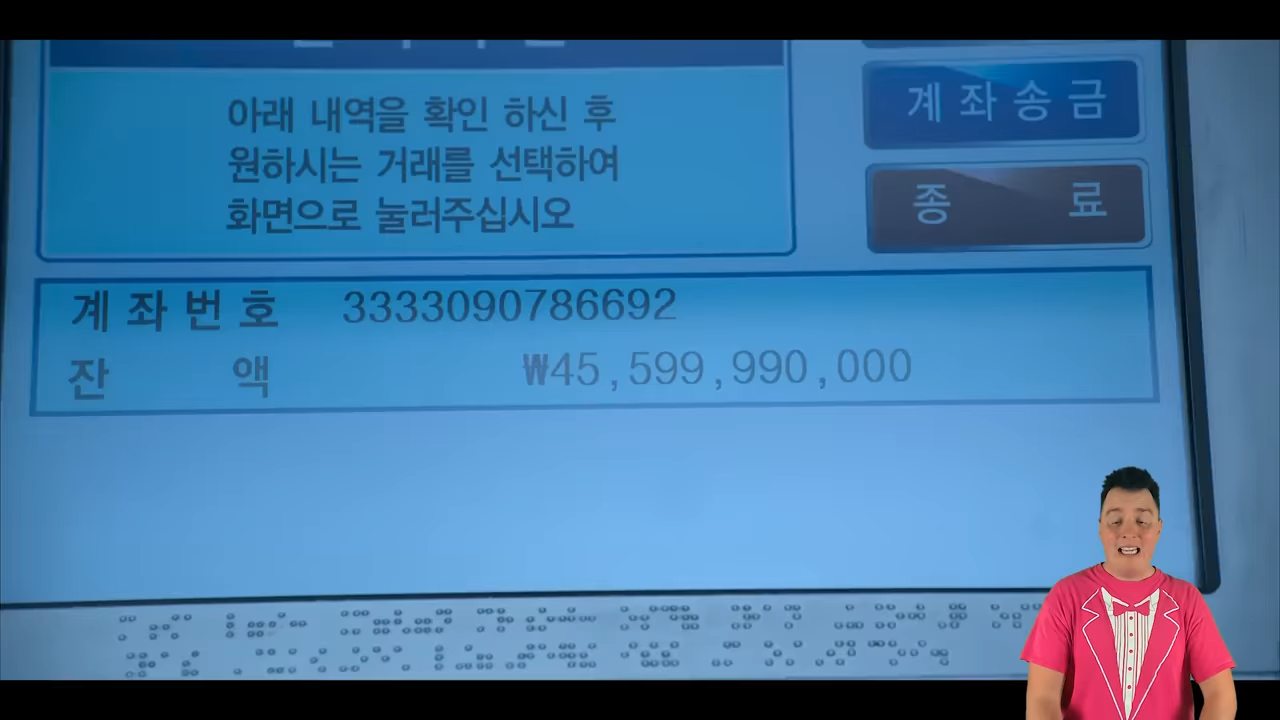 아래 내역을 확인 하신 후
원하시는 거래를 선택하여
화면으로 눌러주십시오
계좌송금
종 료
계좌번호 3333090786692
잔 액 ₩45,599,990,000